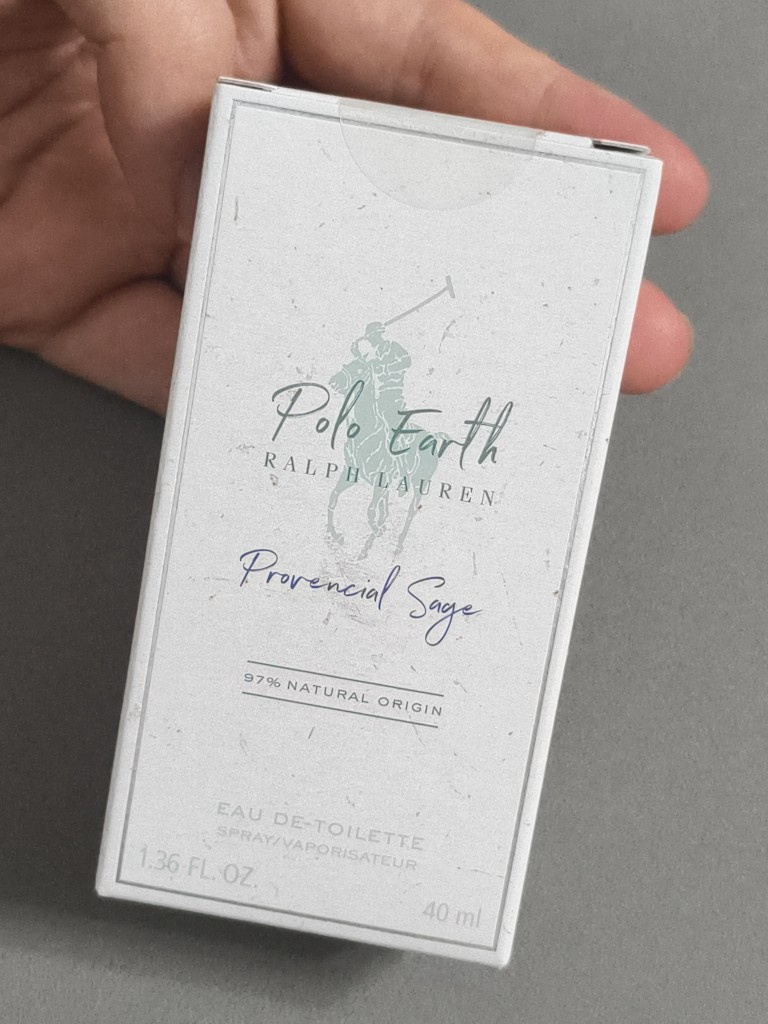 Polo Earth
RALPH LAUREN
Provencial Sage
97% NATURAL ORIGIN
EAU DE-TOILETTE
SPRAY/VAPORISATEUR
1.36 FL. OZ.
40 ml